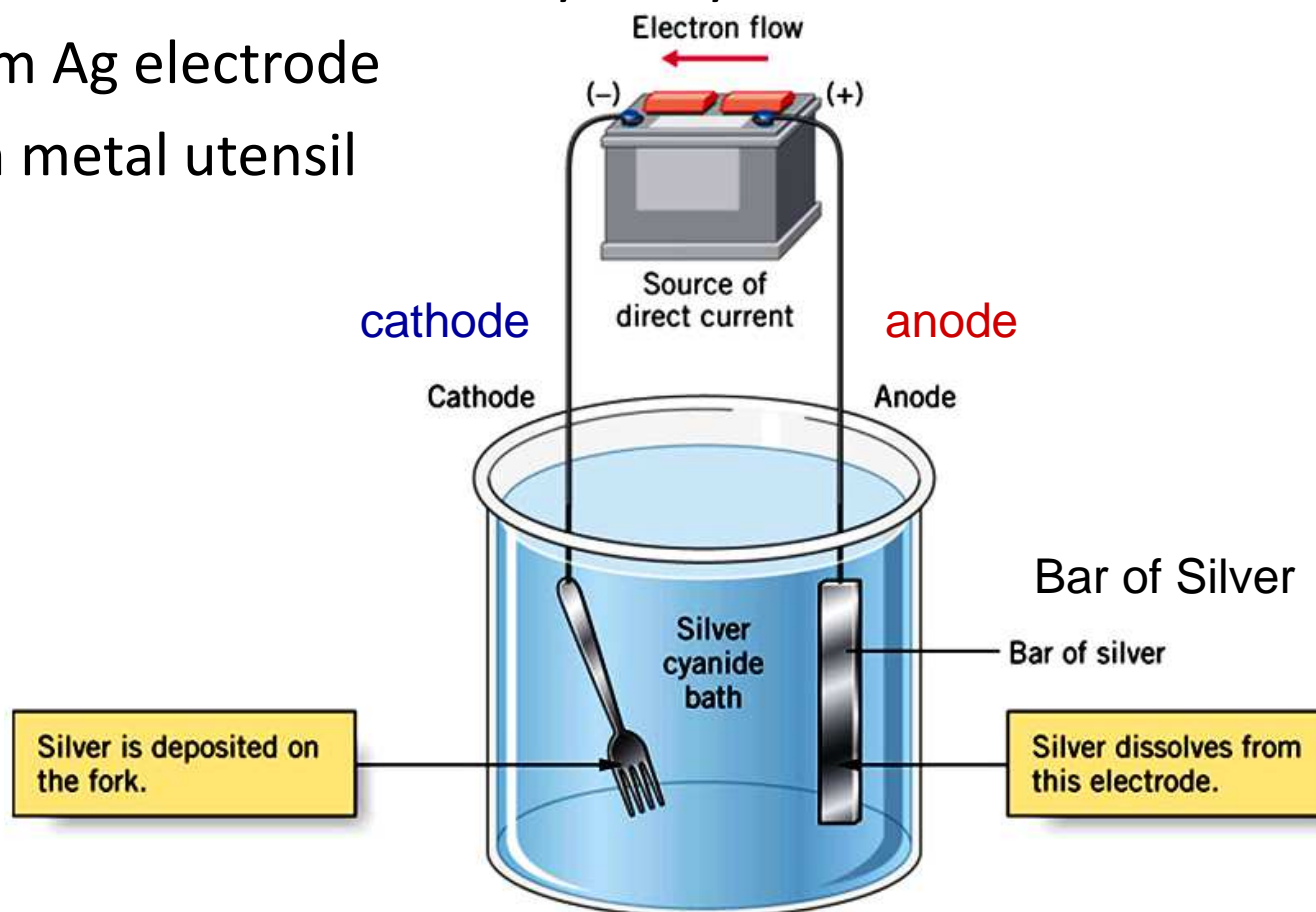 Electron flow
m Ag electrode
(–)
(+)
metal utensil
Source of
direct current
cathode
anode
Cathode
Anode
Bar of Silver
Silver
cyanide
bath
Bar of silver
Silver is deposited on
the fork.
Silver dissolves from
this electrode.